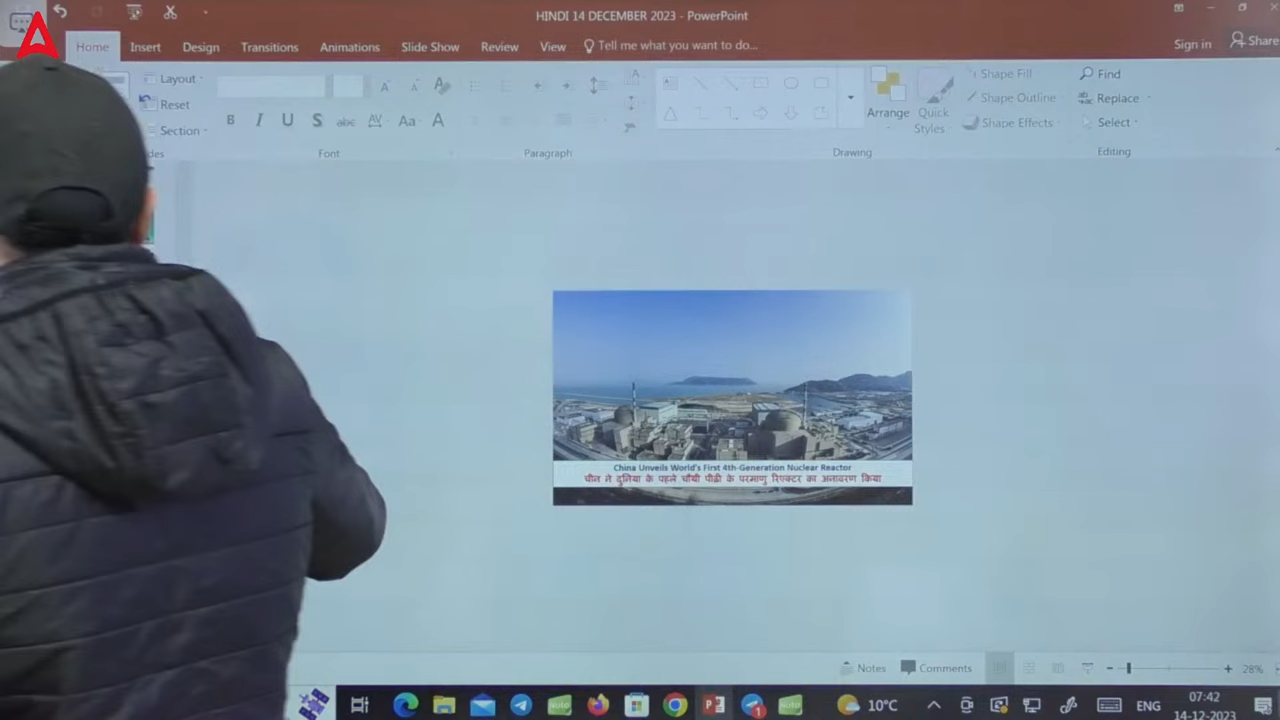 HINDI 14 DECEMBER 2023 - PowerPoint
Home Insert Design Transitions Animations Slide Show Review View Tell me what you want to do... Sign in Share
Layout
Reset
Section
B I U S abc AV Aa A
Arrange
Quick Styles
Shape Fill
Shape Outline
Shape Effects
Find
Replace
Select
Font Paragraph Drawing Editing
China Unveils World's First 4th-Generation Nuclear Reactor
चीन ने दुनिया के पहले चौथी पीढ़ी के परमाणु रिएक्टर का अनावरण किया
Notes Comments 28%
10°C ENG 07:42
14-12-2023